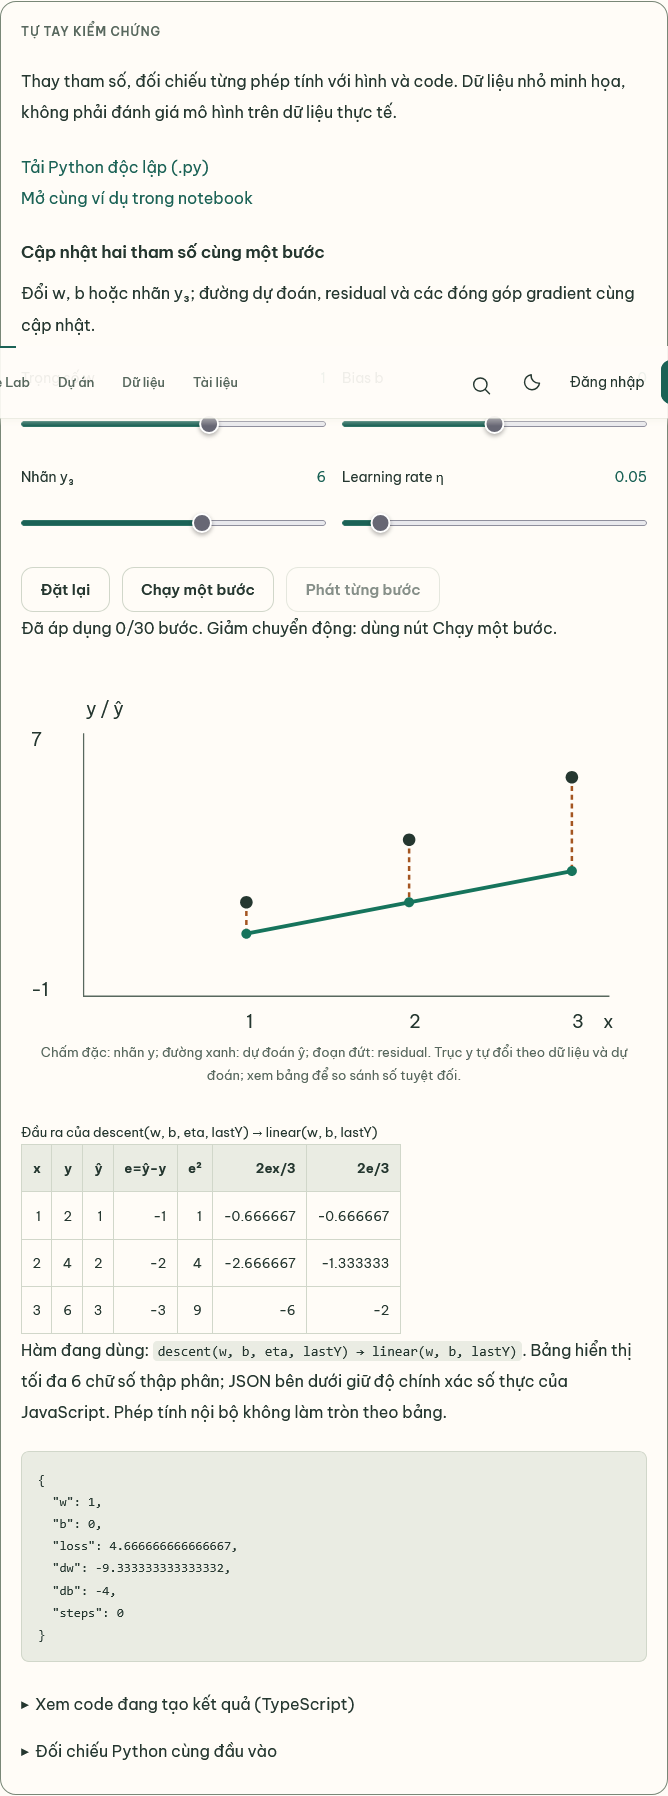 TỰ TAY KIỂM CHỨNG
Thay tham số, đối chiếu từng phép tính với hình và code. Dữ liệu nhỏ minh họa,
không phải đánh giá mô hình trên dữ liệu thực tế.
Tải Python độc lập (.py)
Mở cùng ví dụ trong notebook
Cập nhật hai tham số cùng một bước
Đổi w, b hoặc nhãn y₃; đường dự đoán, residual và các đóng góp gradient cùng
cập nhật.
Lab Dự án Dữ liệu Tài liệu Đăng nhập
1 Bias b 0
Nhãn y₃ 6 Learning rate η 0.05
Đặt lại Chạy một bước Phát từng bước
Đã áp dụng 0/30 bước. Giảm chuyển động: dùng nút Chạy một bước.
y / ŷ
7
-1
1 2 3 x
Chấm đặc: nhãn y; đường xanh: dự đoán ŷ; đoạn đứt: residual. Trục y tự đổi theo dữ liệu và dự
đoán; xem bảng để so sánh số tuyệt đối.
Đầu ra của descent(w, b, eta, lastY) → linear(w, b, lastY)
x y ŷ e=ŷ-y e² 2ex/3 2e/3
1 2 1 -1 1 -0.666667 -0.666667
2 4 2 -2 4 -2.666667 -1.333333
3 6 3 -3 9 -6 -2
Hàm đang dùng: descent(w, b, eta, lastY) → linear(w, b, lastY). Bảng hiển thị
tối đa 6 chữ số thập phân; JSON bên dưới giữ độ chính xác số thực của
JavaScript. Phép tính nội bộ không làm tròn theo bảng.
{
"w": 1,
"b": 0,
"loss": 4.666666666666667,
"dw": -9.333333333333332,
"db": -4,
"steps": 0
}
▸ Xem code đang tạo kết quả (TypeScript)
▸ Đối chiếu Python cùng đầu vào